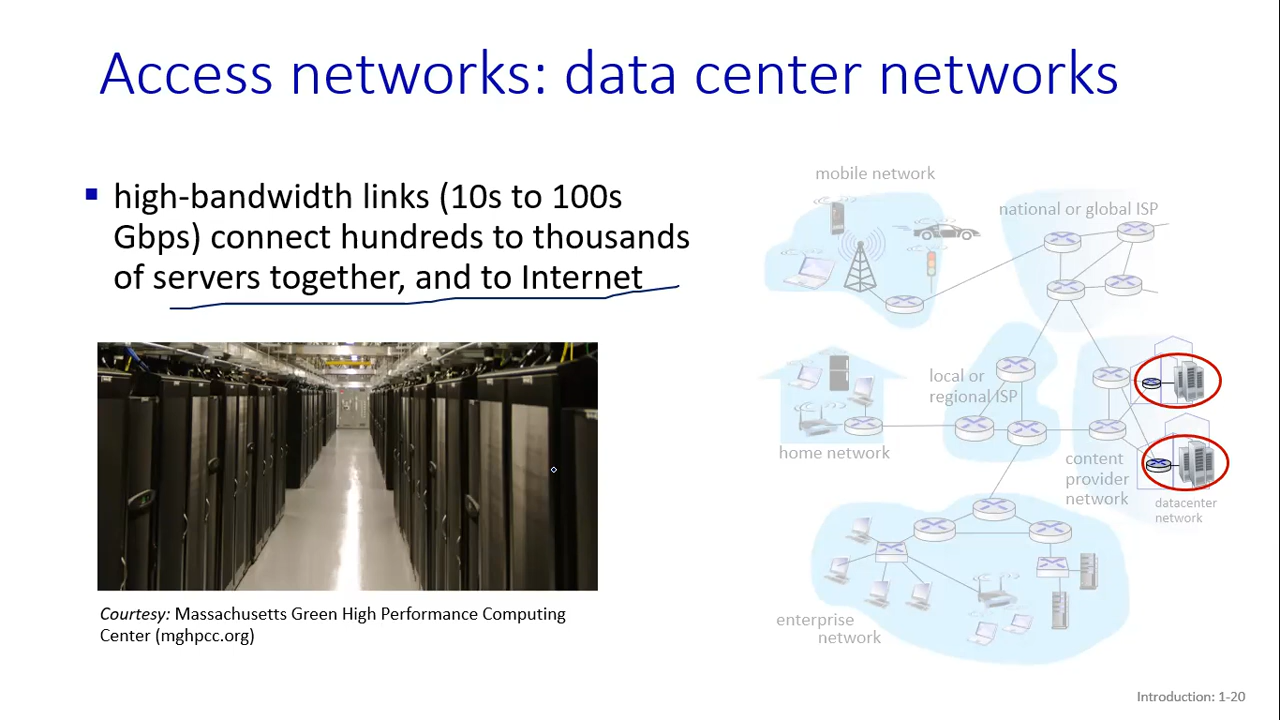 Access networks: data center networks
▪ high-bandwidth links (10s to 100s
Gbps) connect hundreds to thousands
of servers together, and to Internet
Courtesy: Massachusetts Green High Performance Computing
Center (mghpcc.org)
mobile network
national or global ISP
local or
regional ISP
home network
content
provider
network
datacenter
network
enterprise
network
Introduction: 1-20